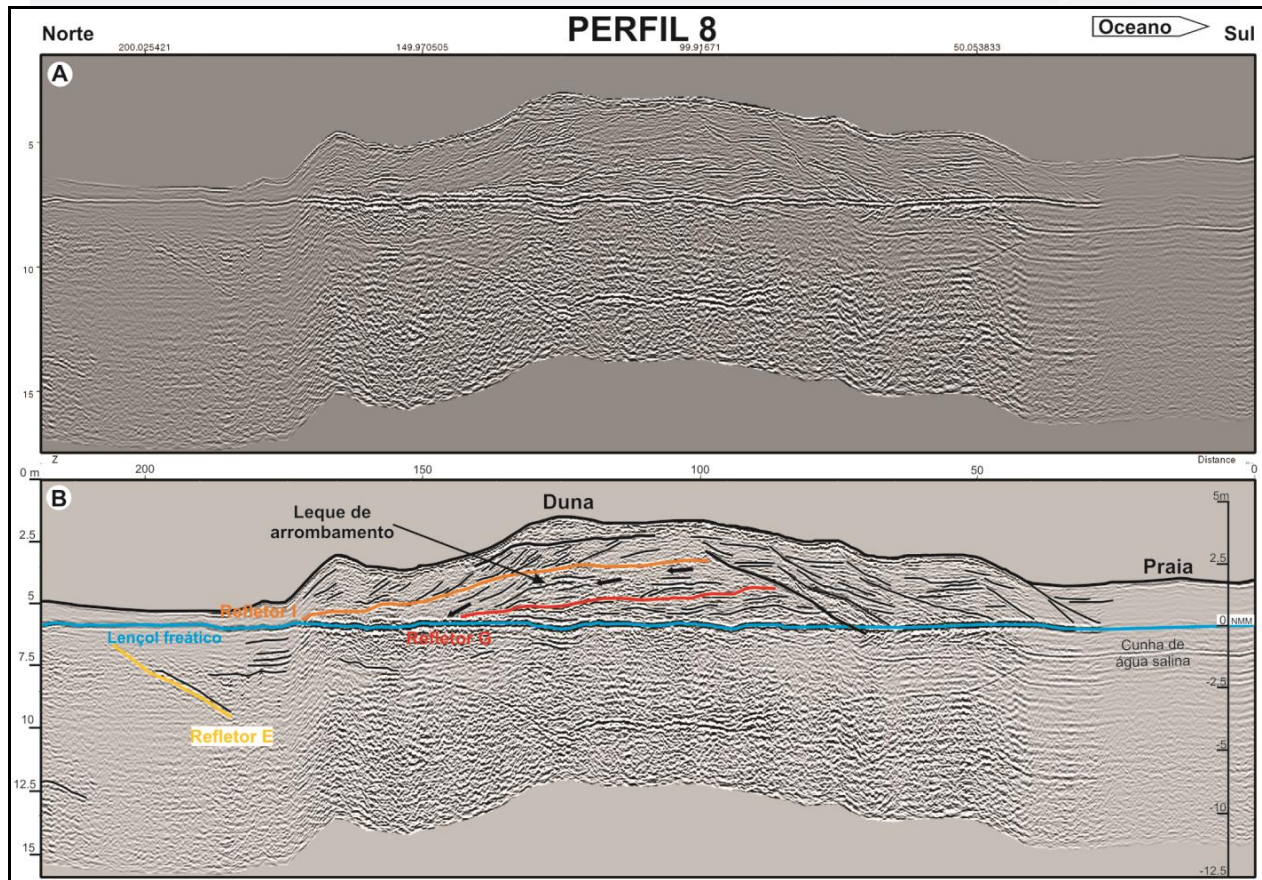 PERFIL 8
Norte
Oceano
Sul
200.025421 149.970505 99.91671 50.053833
A
5
10
15
Z
Distance
0 m 200 150 100 50 0
B
Duna
5m
Leque de
arrombamento
2.5
2.5
Praia
5
Refletor I
0 NMM
Lençol freático
Refletor G
Cunha de
água salina
7.5
-2.5
Refletor E
10
-5
12.5
-10
15
-12.5